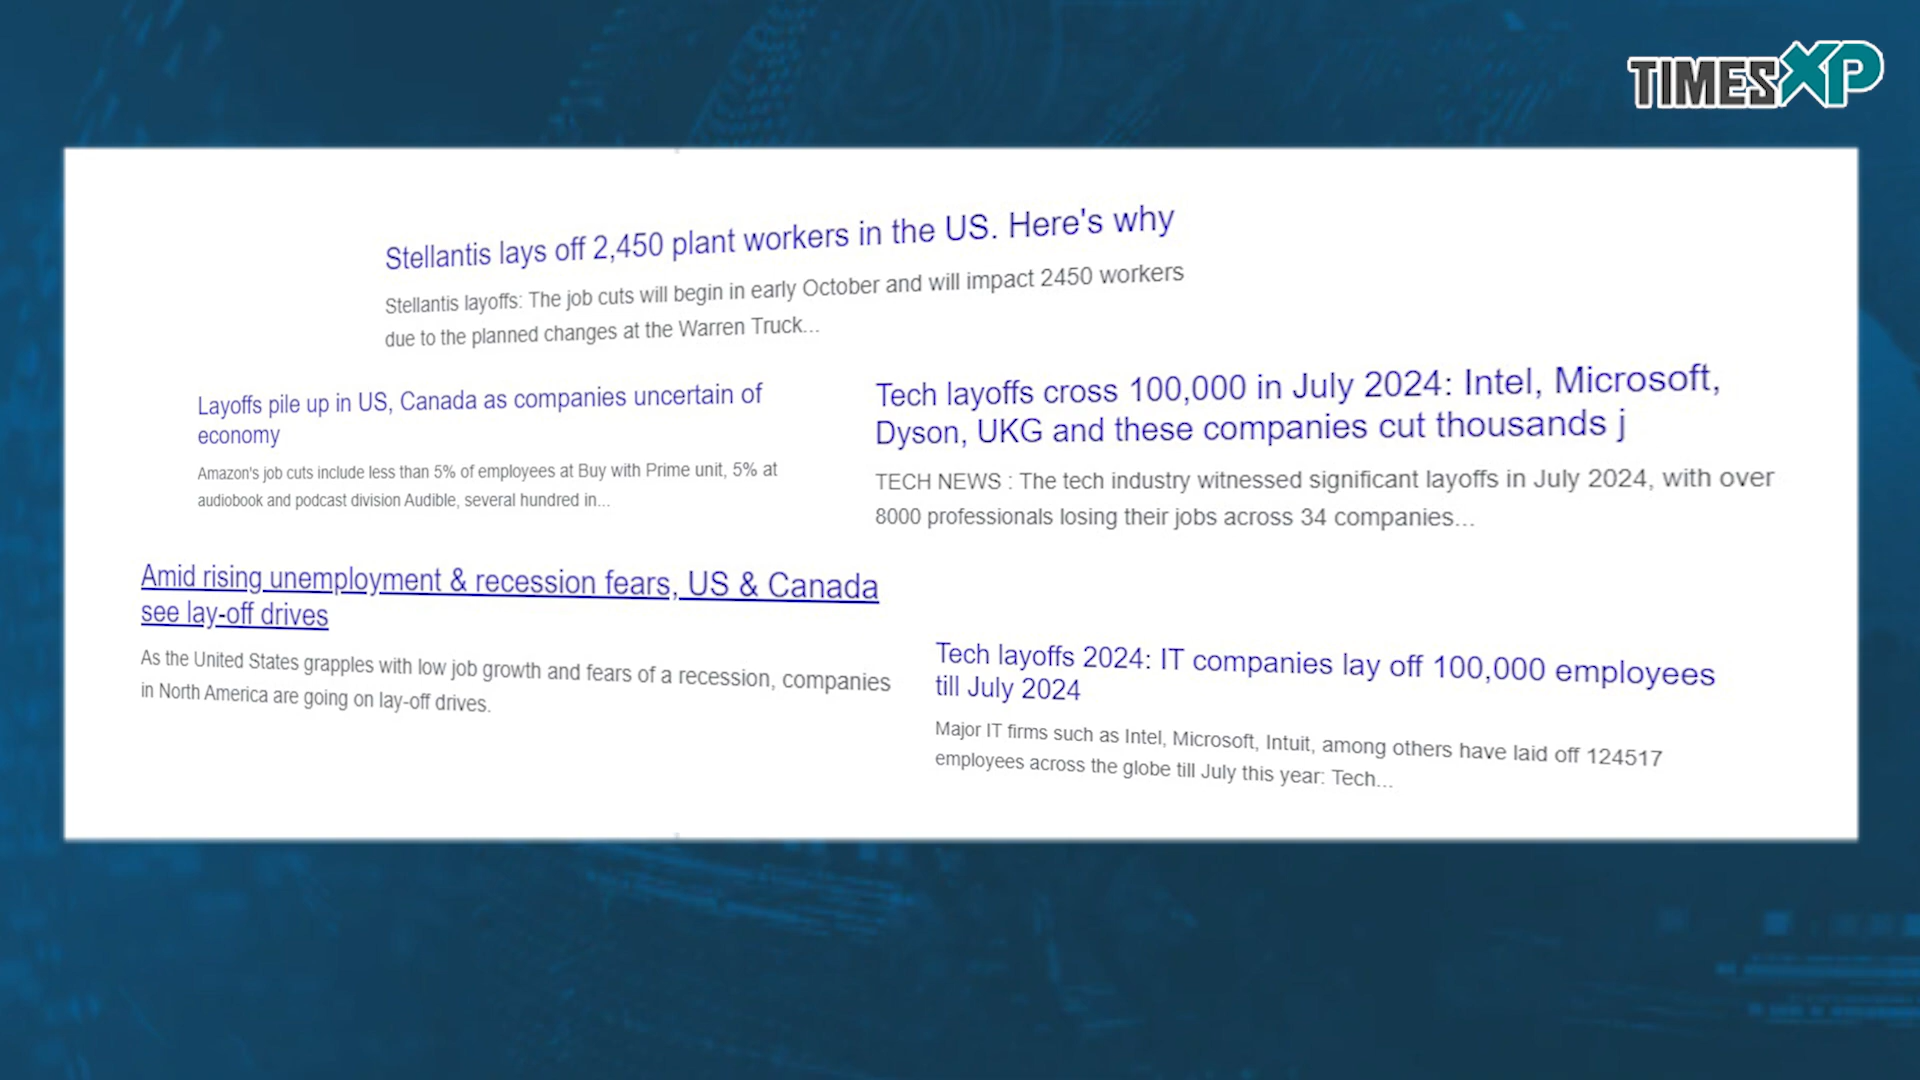 TIMESXP
Stellantis lays off 2,450 plant workers in the US. Here's why
Stellantis layoffs: The job cuts will begin in early October and will impact 2450 workers
due to the planned changes at the Warren Truck...
Layoffs pile up in US, Canada as companies uncertain of
economy
Amazon's job cuts include less than 5% of employees at Buy with Prime unit, 5% at
audiobook and podcast division Audible, several hundred in...
Tech layoffs cross 100,000 in July 2024: Intel, Microsoft,
Dyson, UKG and these companies cut thousands j
TECH NEWS : The tech industry witnessed significant layoffs in July 2024, with over
8000 professionals losing their jobs across 34 companies...
Amid rising unemployment & recession fears, US & Canada
see lay-off drives
As the United States grapples with low job growth and fears of a recession, companies
in North America are going on lay-off drives.
Tech layoffs 2024: IT companies lay off 100,000 employees
till July 2024
Major IT firms such as Intel, Microsoft, Intuit, among others have laid off 124517
employees across the globe till July this year: Tech...